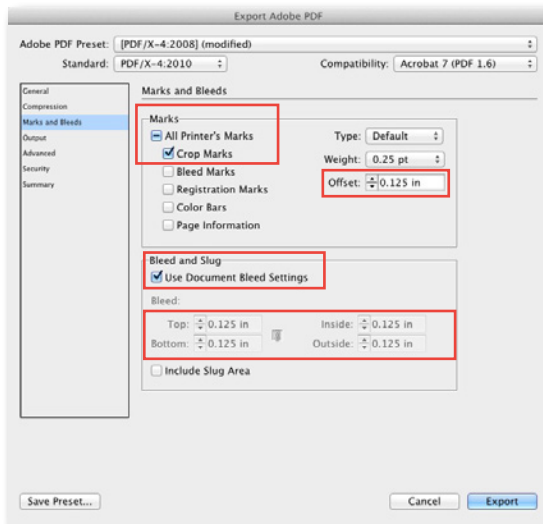 Export Adobe PDF
Adobe PDF Preset: [PDF/X-4:2008] (modified)
Standard: PDF/X-4:2010 Compatibility: Acrobat 7 (PDF 1.6)
General
Compression
Marks and Bleeds
Output
Advanced
Security
Summary
Marks and Bleeds
Marks
All Printer's Marks
Crop Marks
Bleed Marks
Registration Marks
Color Bars
Page Information
Type: Default
Weight: 0.25 pt
Offset: 0.125 in
Bleed and Slug
Use Document Bleed Settings
Bleed:
Top: 0.125 in Inside: 0.125 in
Bottom: 0.125 in Outside: 0.125 in
Include Slug Area
Save Preset... Cancel Export